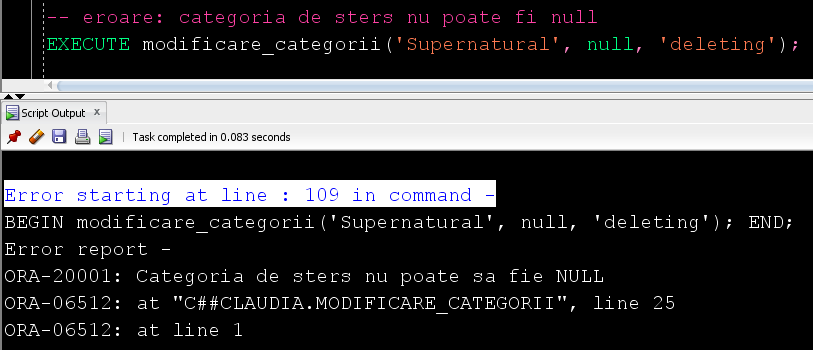 -- eroare: categoria de sters nu poate fi null
EXECUTE modificare_categorii('Supernatural', null, 'deleting');
Script Output x
Task completed in 0.083 seconds
Error starting at line : 109 in command -
BEGIN modificare_categorii('Supernatural', null, 'deleting'); END;
Error report -
ORA-20001: Categoria de sters nu poate sa fie NULL
ORA-06512: at "C##CLAUDIA.MODIFICARE_CATEGORII", line 25
ORA-06512: at line 1